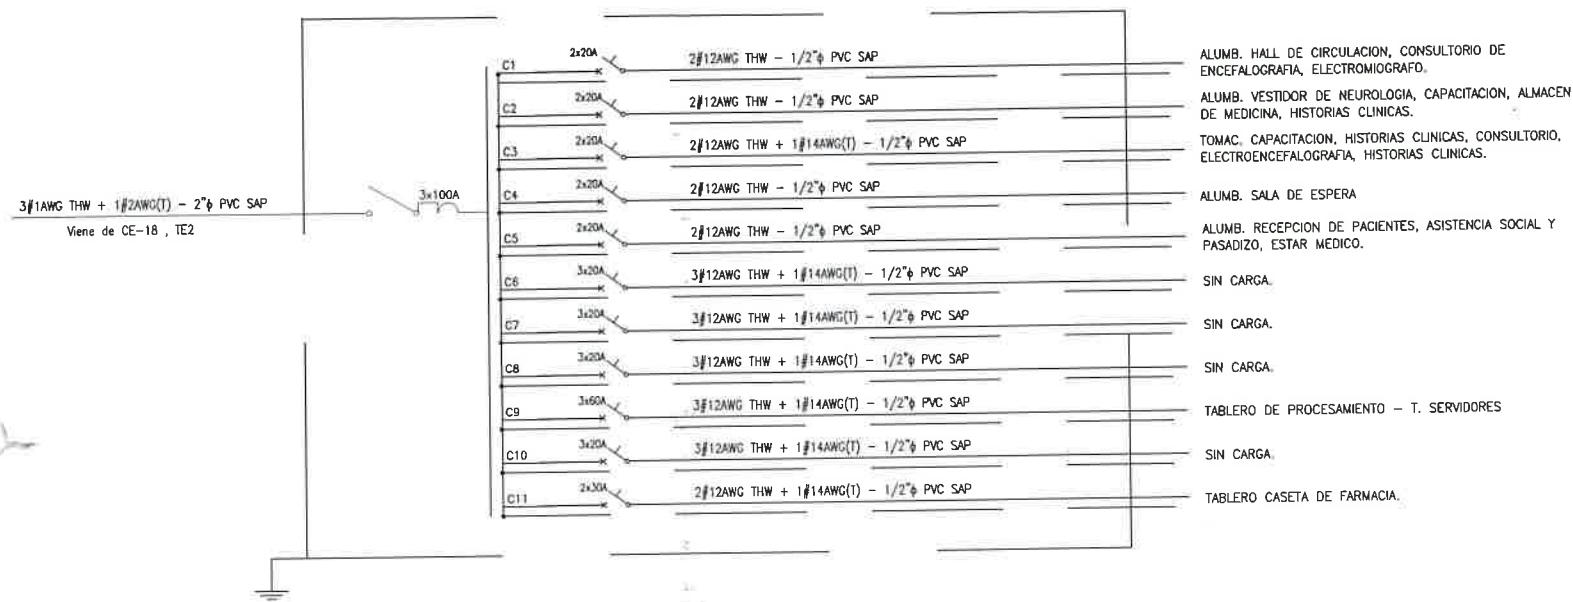 3#1AWG THW + 1#2AWG(T) - 2"ϕ PVC SAP
Viene de CE-18 , TE2
3x100A
C1 2x20A 2#12AWG THW - 1/2"ϕ PVC SAP
ALUMB. HALL DE CIRCULACION, CONSULTORIO DE
ENCEFALOGRAFIA, ELECTROMIOGRAFO.
C2 2x20A 2#12AWG THW - 1/2"ϕ PVC SAP
ALUMB. VESTIDOR DE NEUROLOGIA, CAPACITACION, ALMACEN
DE MEDICINA, HISTORIAS CLINICAS.
C3 2x20A 2#12AWG THW + 1#14AWG(T) - 1/2"ϕ PVC SAP
TOMAC. CAPACITACION, HISTORIAS CLINICAS, CONSULTORIO,
ELECTROENCEFALOGRAFIA, HISTORIAS CLINICAS.
C4 2x20A 2#12AWG THW - 1/2"ϕ PVC SAP
ALUMB. SALA DE ESPERA
C5 2x20A 2#12AWG THW - 1/2"ϕ PVC SAP
ALUMB. RECEPCION DE PACIENTES, ASISTENCIA SOCIAL Y
PASADIZO, ESTAR MEDICO.
C6 3x20A 3#12AWG THW + 1#14AWG(T) - 1/2"ϕ PVC SAP
SIN CARGA.
C7 3x20A 3#12AWG THW + 1#14AWG(T) - 1/2"ϕ PVC SAP
SIN CARGA.
C8 3x20A 3#12AWG THW + 1#14AWG(T) - 1/2"ϕ PVC SAP
SIN CARGA.
C9 3x60A 3#12AWG THW + 1#14AWG(T) - 1/2"ϕ PVC SAP
TABLERO DE PROCESAMIENTO - T. SERVIDORES
C10 3x20A 3#12AWG THW + 1#14AWG(T) - 1/2"ϕ PVC SAP
SIN CARGA.
C11 2x30A 2#12AWG THW + 1#14AWG(T) - 1/2"ϕ PVC SAP
TABLERO CASETA DE FARMACIA.